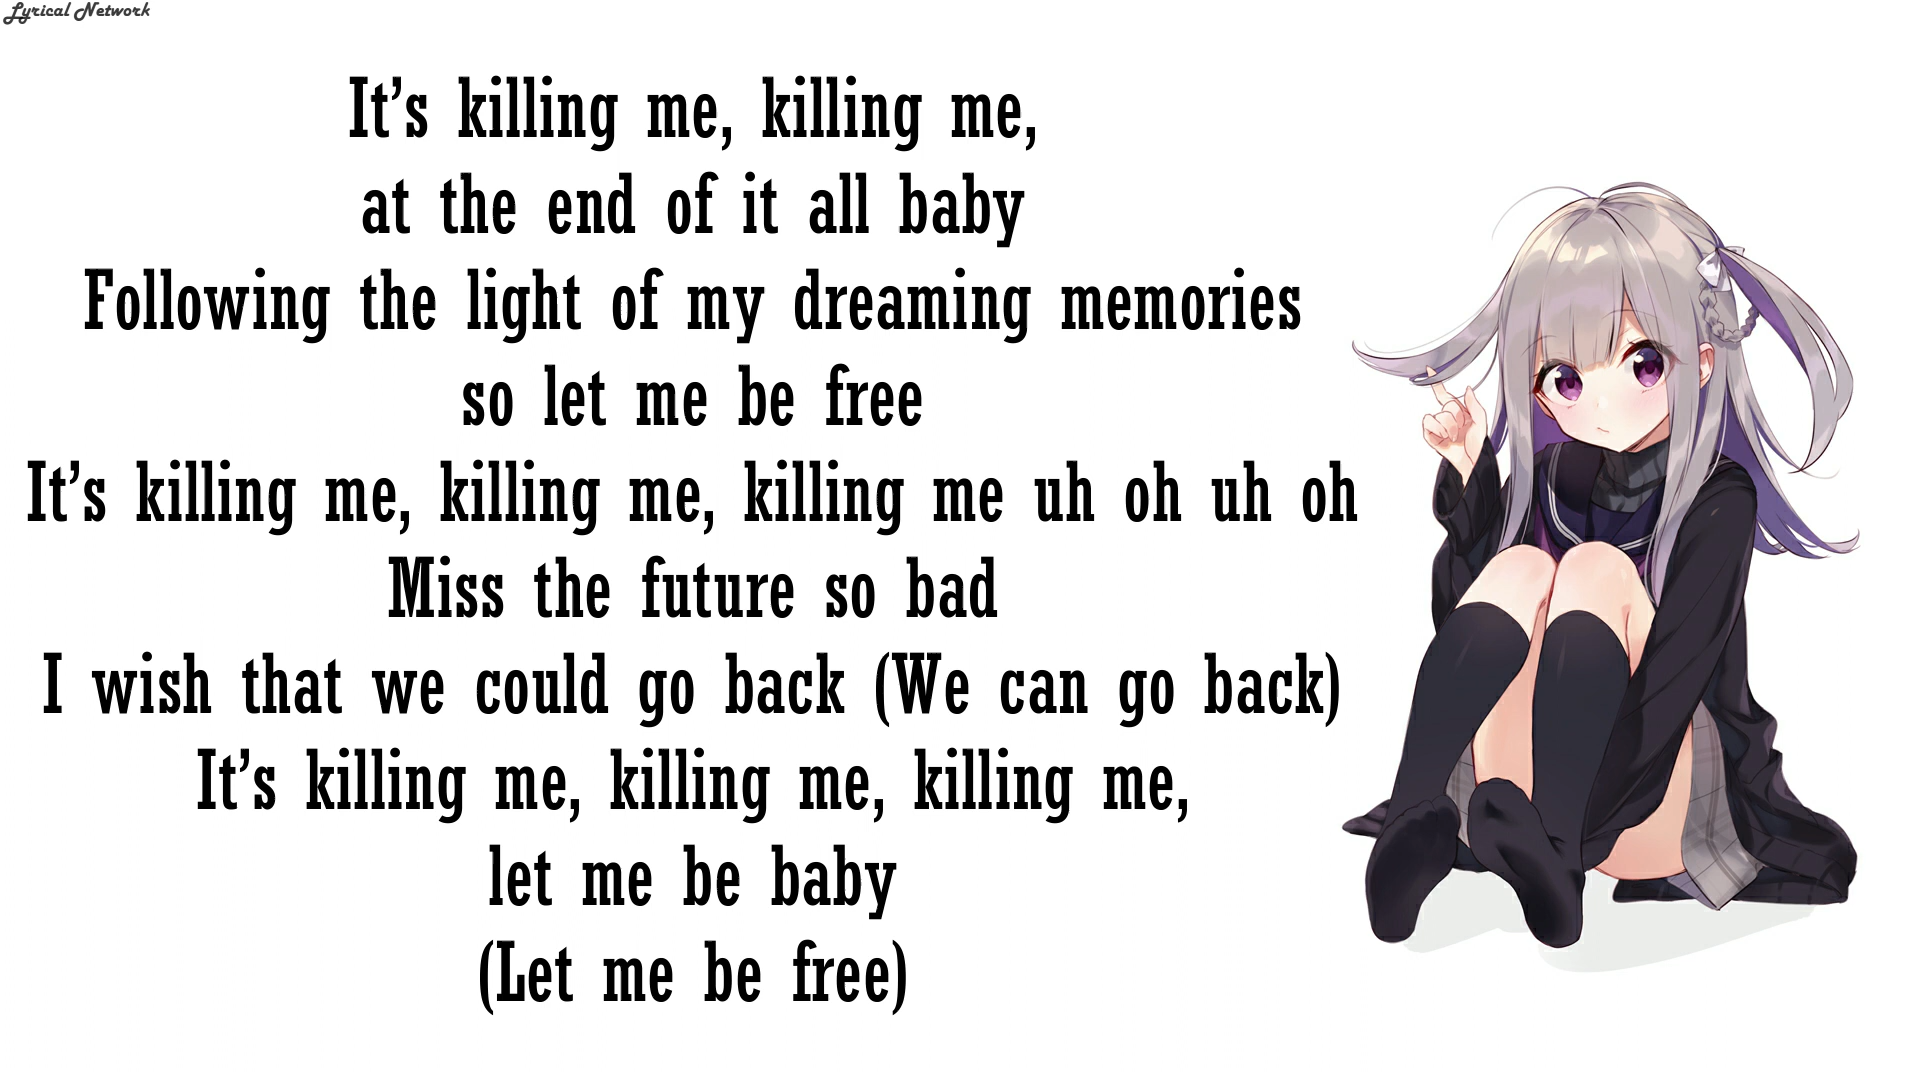 Lyrical Network
It’s killing me, killing me,
at the end of it all baby
Following the light of my dreaming memories
so let me be free
It’s killing me, killing me, killing me uh oh uh oh
Miss the future so bad
I wish that we could go back (We can go back)
It’s killing me, killing me, killing me,
let me be baby
(Let me be free)